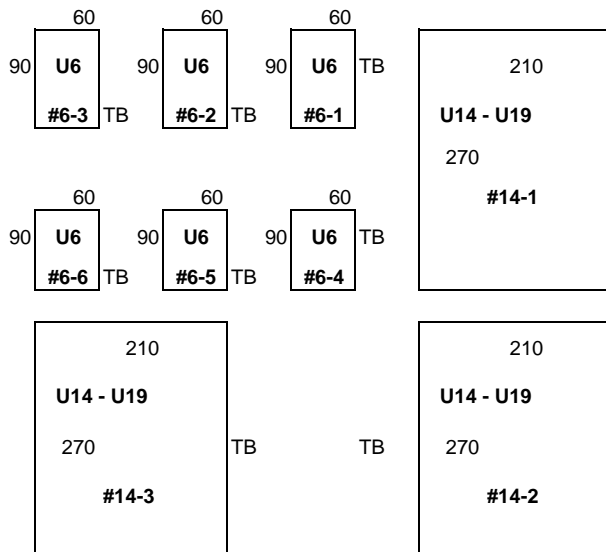 60 60 60
90 U6 90 U6 90 U6 TB 210
#6-3 TB #6-2 TB #6-1 U14 - U19
270
#14-1
60 60 60
90 U6 90 U6 90 U6 TB
#6-6 TB #6-5 TB #6-4
210 210
U14 - U19 U14 - U19
270 TB TB 270
#14-3 #14-2